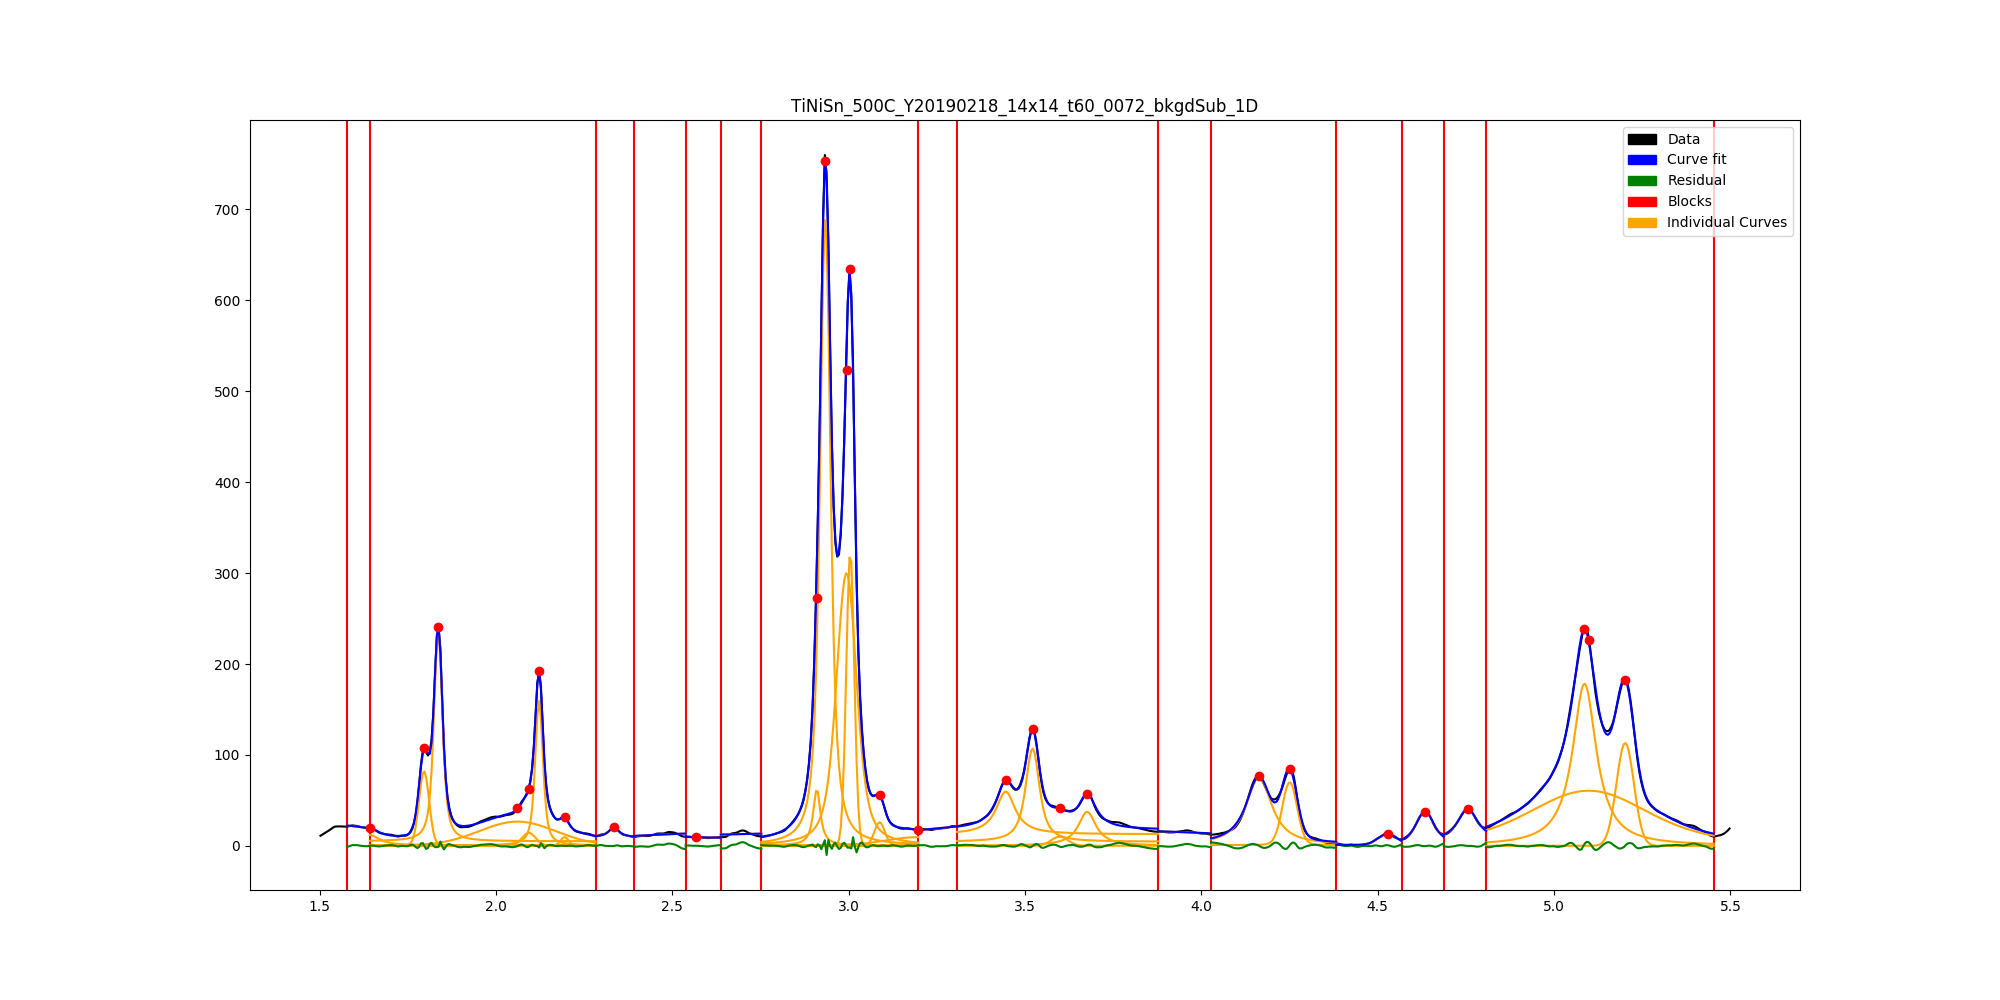 TiNiSn_500C_Y20190218_14x14_t60_0072_bkgdSub_1D
Data
Curve fit
Residual
Blocks
Individual Curves
700
600
500
400
300
200
100
0
1.5 2.0 2.5 3.0 3.5 4.0 4.5 5.0 5.5